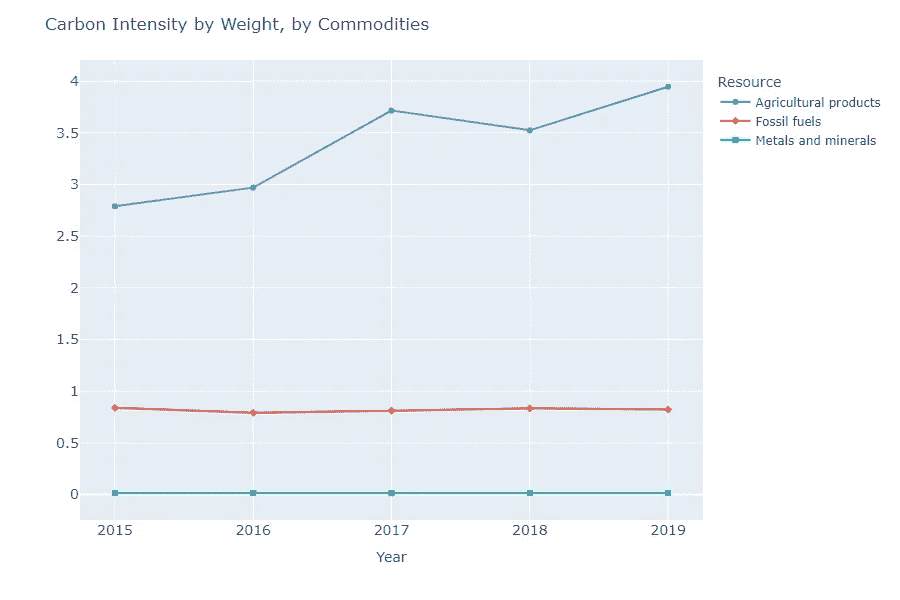 Carbon Intensity by Weight, by Commodities
Resource
Agricultural products
Fossil fuels
Metals and minerals
4
3.5
3
2.5
2
1.5
1
0.5
0
2015 2016 2017 2018 2019
Year